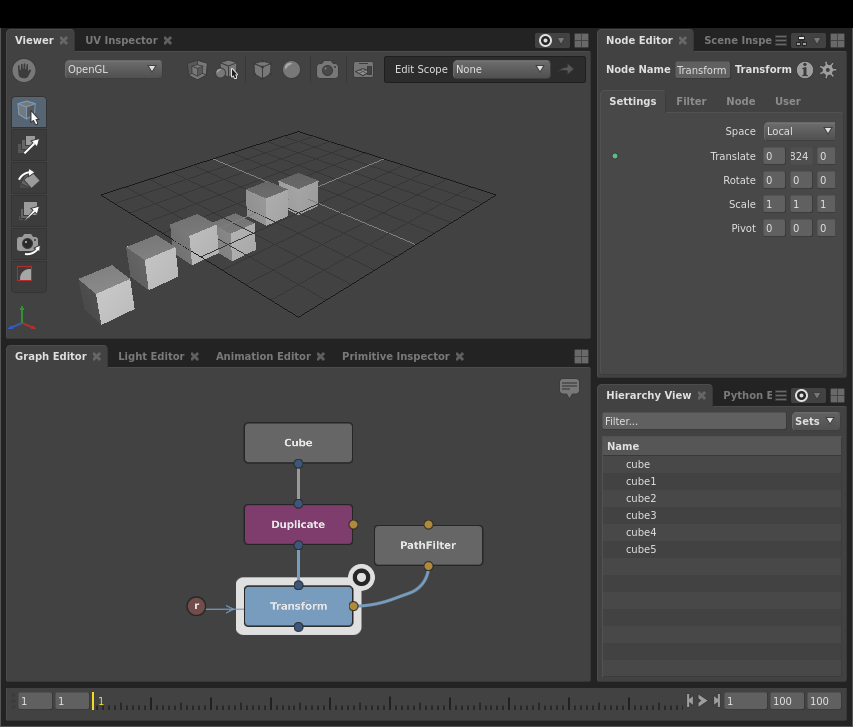 Viewer UV Inspector
OpenGL Edit Scope None
Node Editor Scene Inspe
Node Name Transform Transform
Settings Filter Node User
Space Local
Translate 0 824 0
Rotate 0 0 0
Scale 1 1 1
Pivot 0 0 0
Graph Editor Light Editor Animation Editor Primitive Inspector
Cube
Duplicate
PathFilter
r Transform
Hierarchy View Python E
Filter... Sets
Name
cube
cube1
cube2
cube3
cube4
cube5
1 1 1 1 100 100